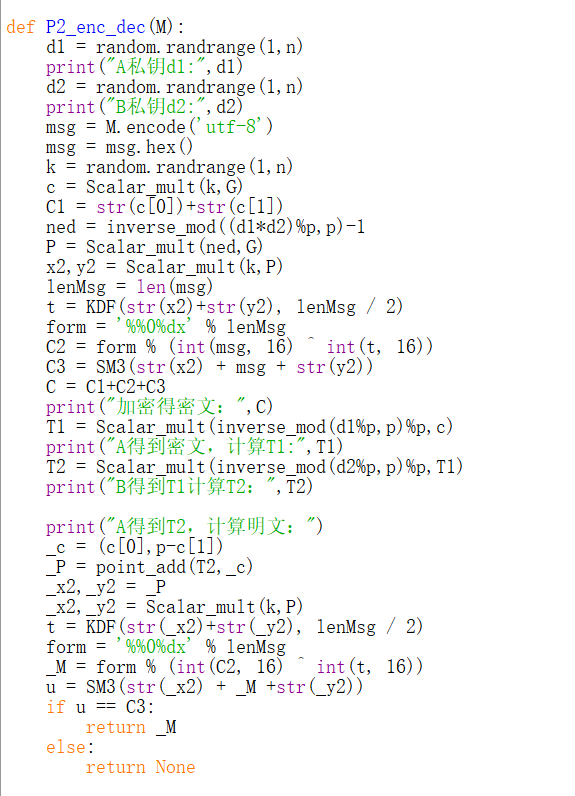 def P2_enc_dec(M):
    d1 = random.randrange(1,n)
    print("A私钥d1:",d1)
    d2 = random.randrange(1,n)
    print("B私钥d2:",d2)
    msg = M.encode('utf-8')
    msg = msg.hex()
    k = random.randrange(1,n)
    c = Scalar_mult(k,G)
    C1 = str(c[0])+str(c[1])
    ned = inverse_mod((d1*d2)%p,p)-1
    P = Scalar_mult(ned,G)
    x2,y2 = Scalar_mult(k,P)
    lenMsg = len(msg)
    t = KDF(str(x2)+str(y2), lenMsg / 2)
    form = '%%0%dx' % lenMsg
    C2 = form % (int(msg, 16) ^ int(t, 16))
    C3 = SM3(str(x2) + msg + str(y2))
    C = C1+C2+C3
    print("加密得密文：",C)
    T1 = Scalar_mult(inverse_mod(d1%p,p)%p,c)
    print("A得到密文，计算T1:",T1)
    T2 = Scalar_mult(inverse_mod(d2%p,p)%p,T1)
    print("B得到T1计算T2：",T2)
    print("A得到T2，计算明文：")
    _c = (c[0],p-c[1])
    _P = point_add(T2,_c)
    _x2,_y2 = _P
    _x2,_y2 = Scalar_mult(k,P)
    t = KDF(str(_x2)+str(_y2), lenMsg / 2)
    form = '%%0%dx' % lenMsg
    _M = form % (int(C2, 16) ^ int(t, 16))
    u = SM3(str(_x2) + _M +str(_y2))
    if u == C3:
        return _M
    else:
        return None